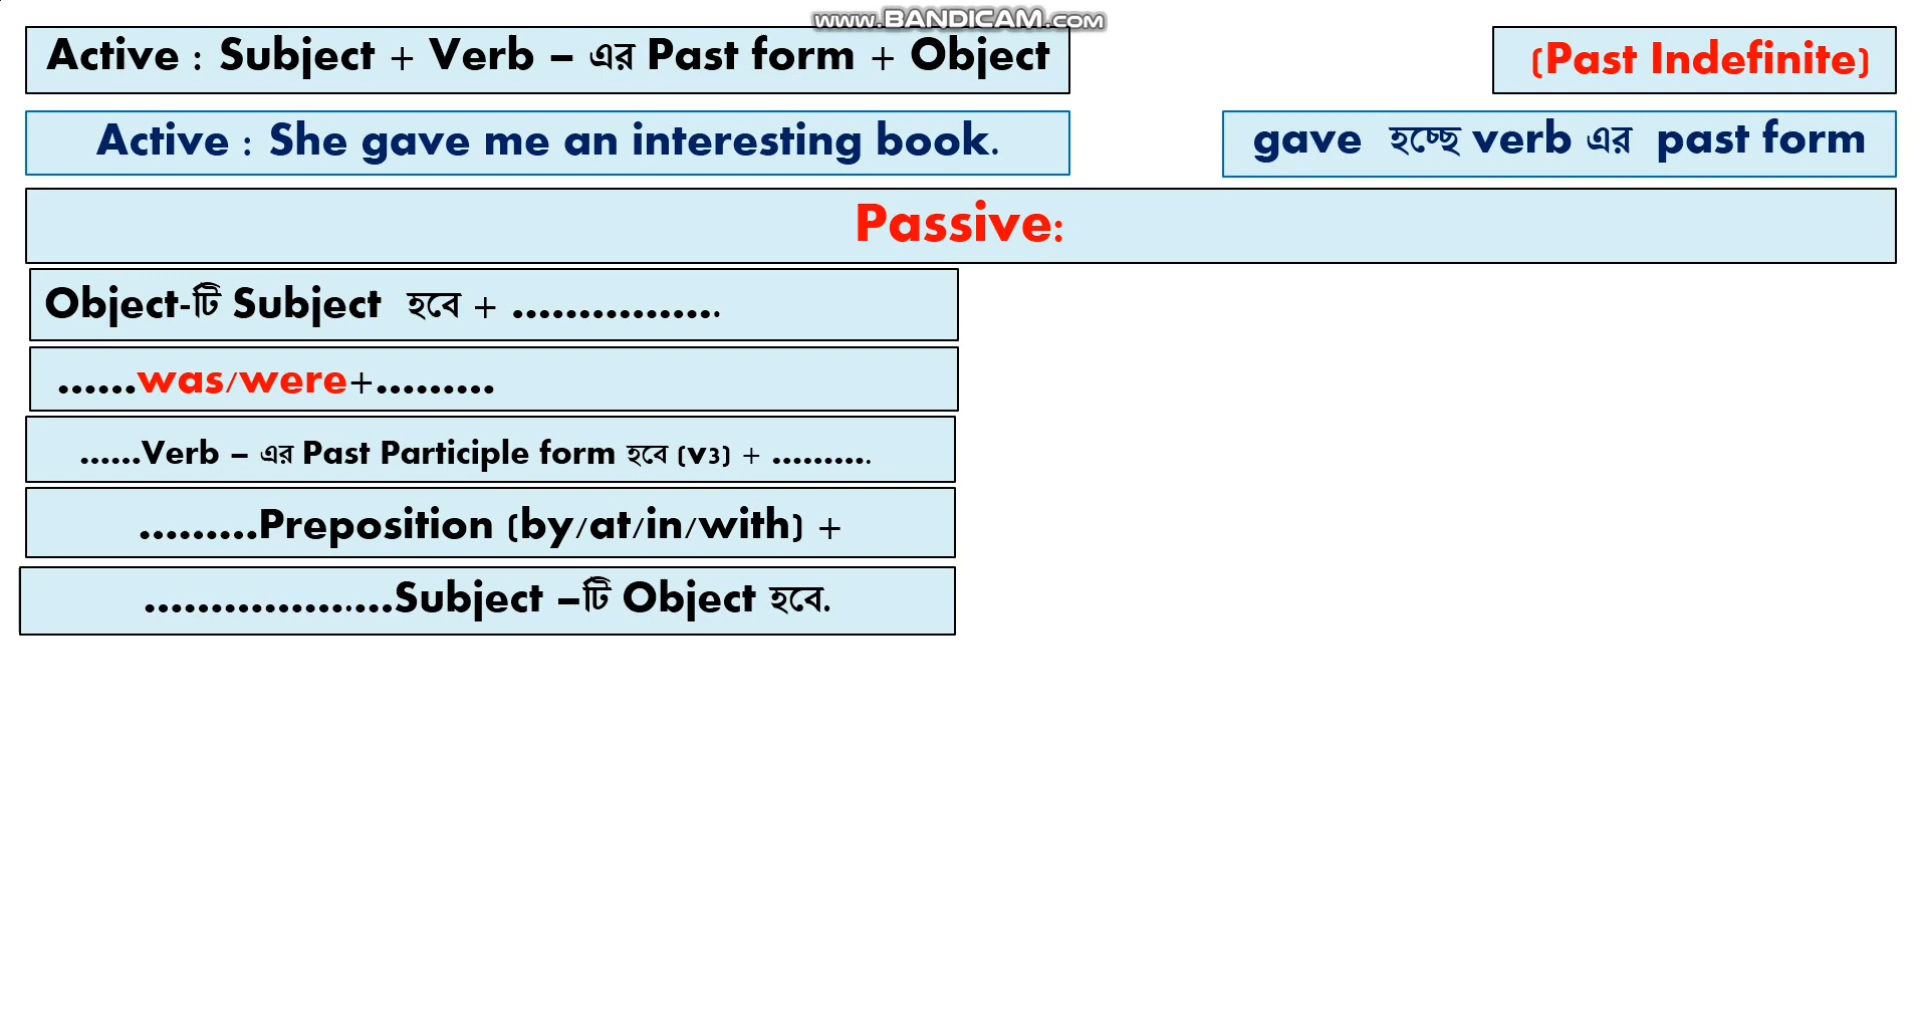 www.BANDICAM.com
Active : Subject + Verb – এর Past form + Object
(Past Indefinite)
Active : She gave me an interesting book.
gave হচ্ছে verb এর past form
Passive:
Object-টি Subject হবে + ................
......was/were+.........
......Verb – এর Past Participle form হবে (v3) + ..........
.........Preposition (by/at/in/with) +
...................Subject –টি Object হবে.